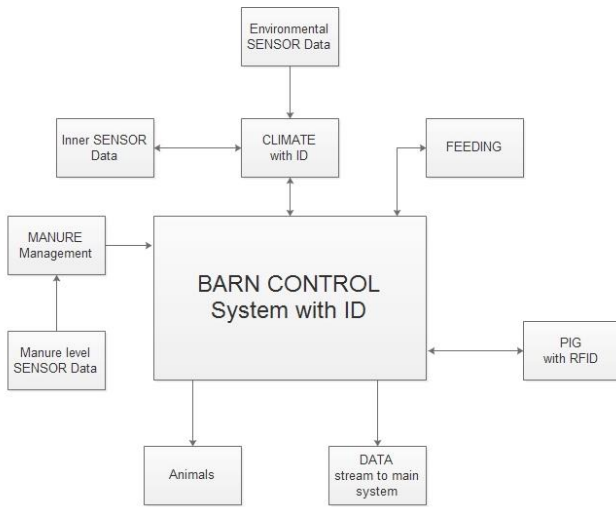 Environmental
SENSOR Data
Inner SENSOR
Data
CLIMATE
with ID
FEEDING
MANURE
Management
BARN CONTROL
System with ID
Manure level
SENSOR Data
PIG
with RFID
Animals
DATA
stream to main
system